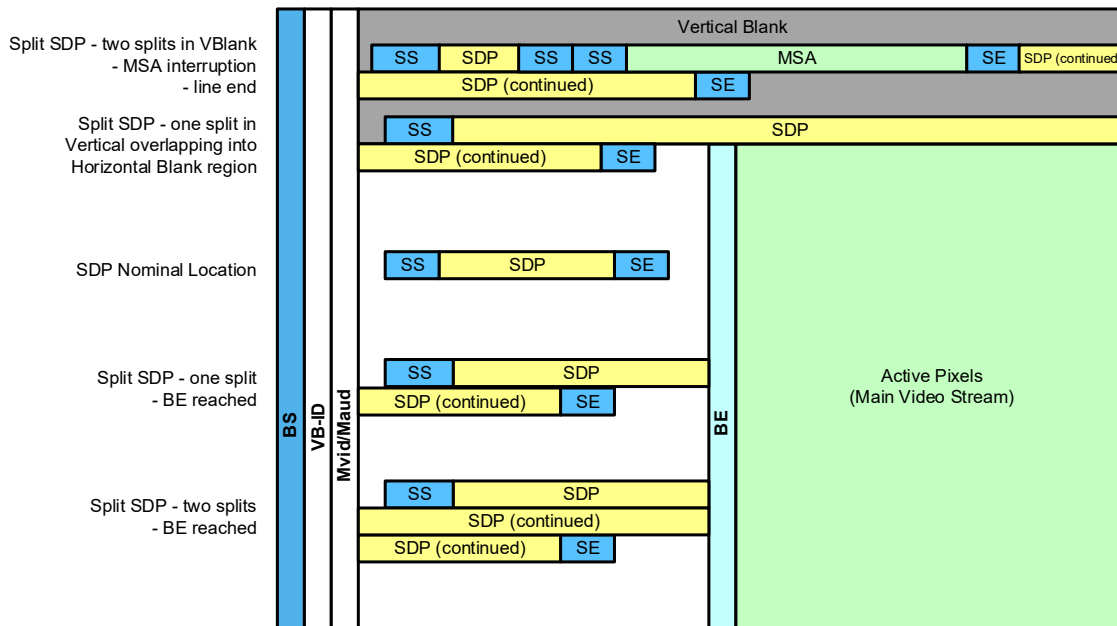 Vertical Blank
Split SDP - two splits in VBlank
- MSA interruption
- line end
SS SDP SS SS MSA SE SDP (continued
SDP (continued) SE
Split SDP - one split in
Vertical overlapping into
Horizontal Blank region
SS SDP
SDP (continued) SE
SDP Nominal Location
SS SDP SE
Split SDP - one split
- BE reached
SS SDP
SDP (continued) SE
Active Pixels
(Main Video Stream)
BS
VB-ID
Mvid/Maud
BE
Split SDP - two splits
- BE reached
SS SDP
SDP (continued)
SDP (continued) SE